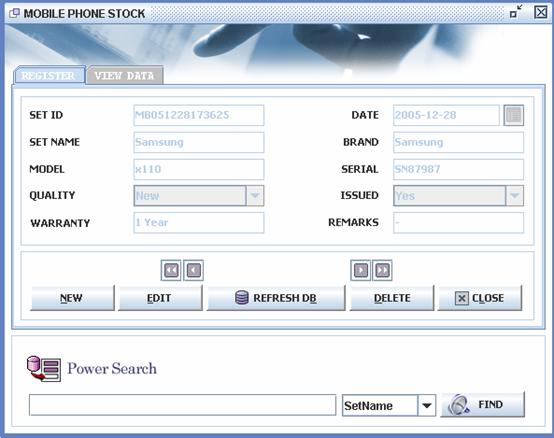 MOBILE PHONE STOCK
REGISTER VIEW DATA
SET ID MB051228173625 DATE 2005-12-28
SET NAME Samsung BRAND Samsung
MODEL x110 SERIAL SN87987
QUALITY New ISSUED Yes
WARRANTY 1 Year REMARKS -
NEW EDIT REFRESH DB DELETE CLOSE
Power Search
SetName FIND